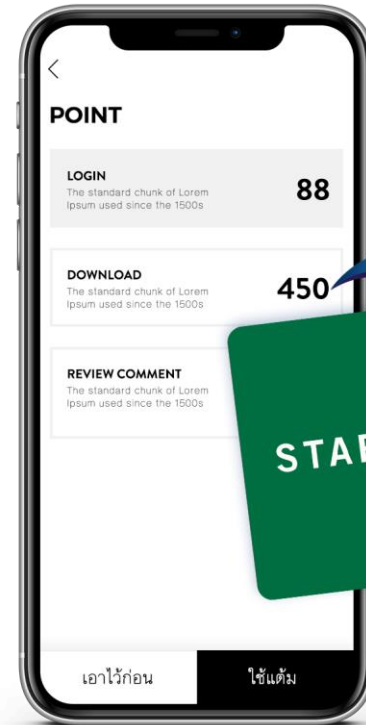 POINT
LOGIN
The standard chunk of Lorem
Ipsum used since the 1500s
88
DOWNLOAD
The standard chunk of Lorem
Ipsum used since the 1500s
450
REVIEW COMMENT
The standard chunk of Lorem
Ipsum used since the 1500s
เอาไว้ก่อน
ใช้แต้ม